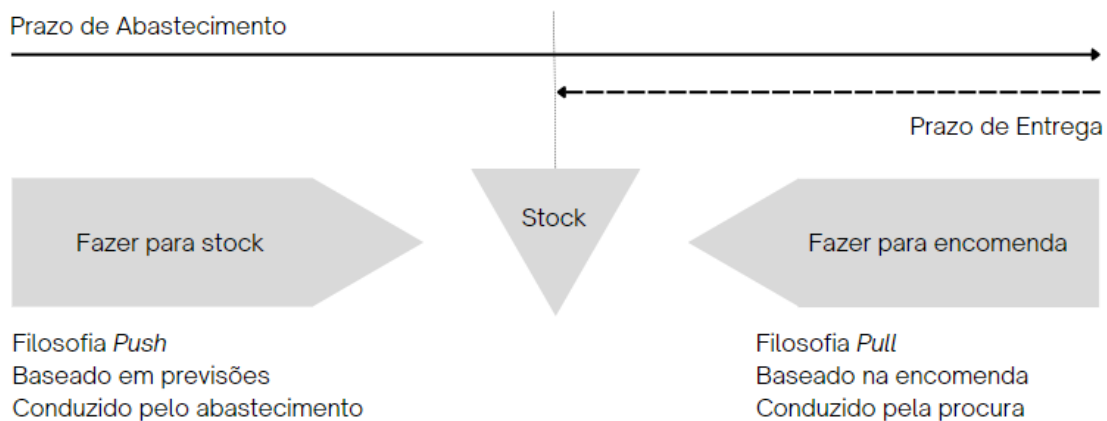 Prazo de Abastecimento
Prazo de Entrega
Fazer para stock
Stock
Fazer para encomenda
Filosofia Push
Baseado em previsões
Conduzido pelo abastecimento
Filosofia Pull
Baseado na encomenda
Conduzido pela procura